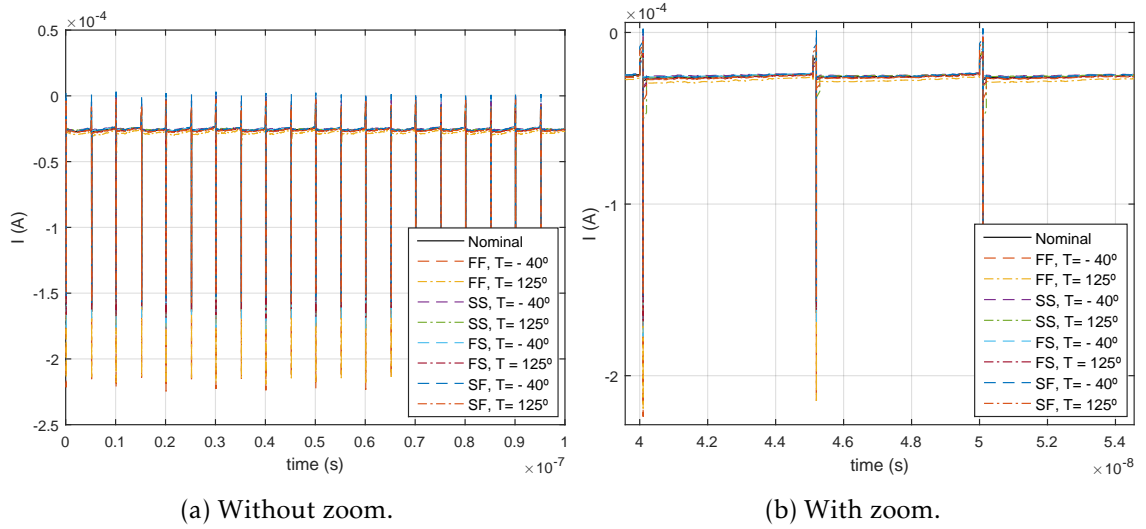 ×10⁻⁴
0.5
0
-0.5
-1
-1.5
-2
-2.5
I (A)
0 0.1 0.2 0.3 0.4 0.5 0.6 0.7 0.8 0.9 1
time (s)
×10⁻⁷
Nominal
FF, T= - 40º
FF, T= 125º
SS, T= - 40º
SS, T= 125º
FS, T= - 40º
FS, T = 125º
SF, T= - 40º
SF, T= 125º
(a) Without zoom.
×10⁻⁴
0
-1
-2
I (A)
4 4.2 4.4 4.6 4.8 5 5.2 5.4
time (s)
×10⁻⁸
Nominal
FF, T= - 40º
FF, T= 125º
SS, T= - 40º
SS, T= 125º
FS, T= - 40º
FS, T = 125º
SF, T= - 40º
SF, T= 125º
(b) With zoom.